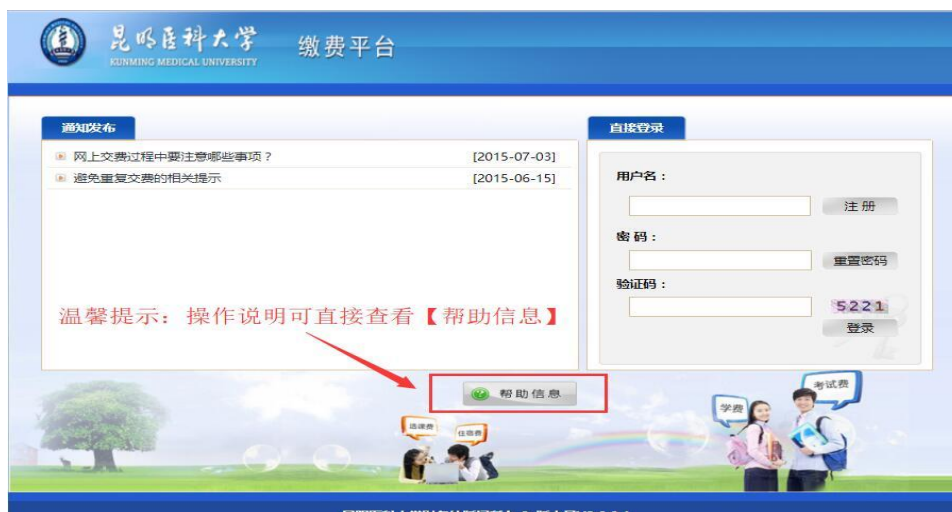 昆明医科大学
KUNMING MEDICAL UNIVERSITY
缴费平台
通知发布
网上交费过程中要注意哪些事项？ [2015-07-03]
避免重复交费的相关提示 [2015-06-15]
温馨提示：操作说明可直接查看【帮助信息】
帮助信息
直接登录
用户名：
注 册
密 码：
重置密码
验证码：
5221
登录
选课费
住宿费
学费
考试费